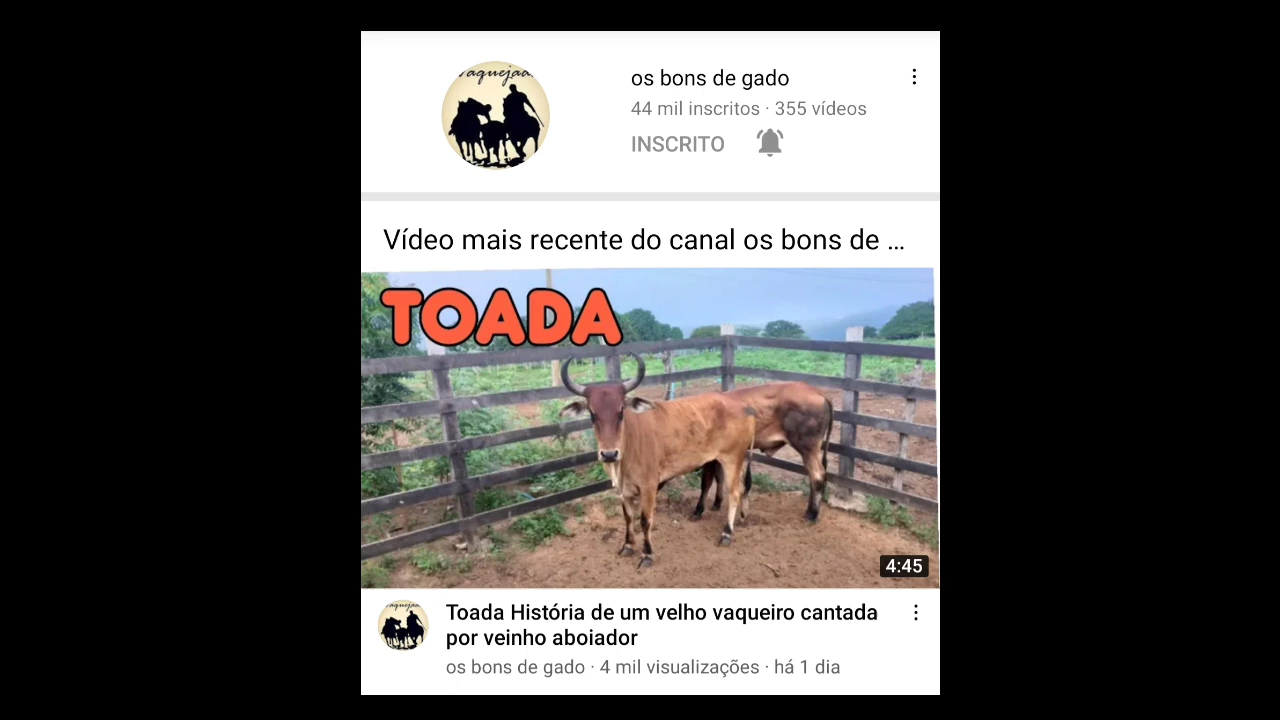 os bons de gado
44 mil inscritos · 355 vídeos
INSCRITO
Vídeo mais recente do canal os bons de ...
TOADA
4:45
Toada História de um velho vaqueiro cantada
por veinho aboiador
os bons de gado · 4 mil visualizações · há 1 dia